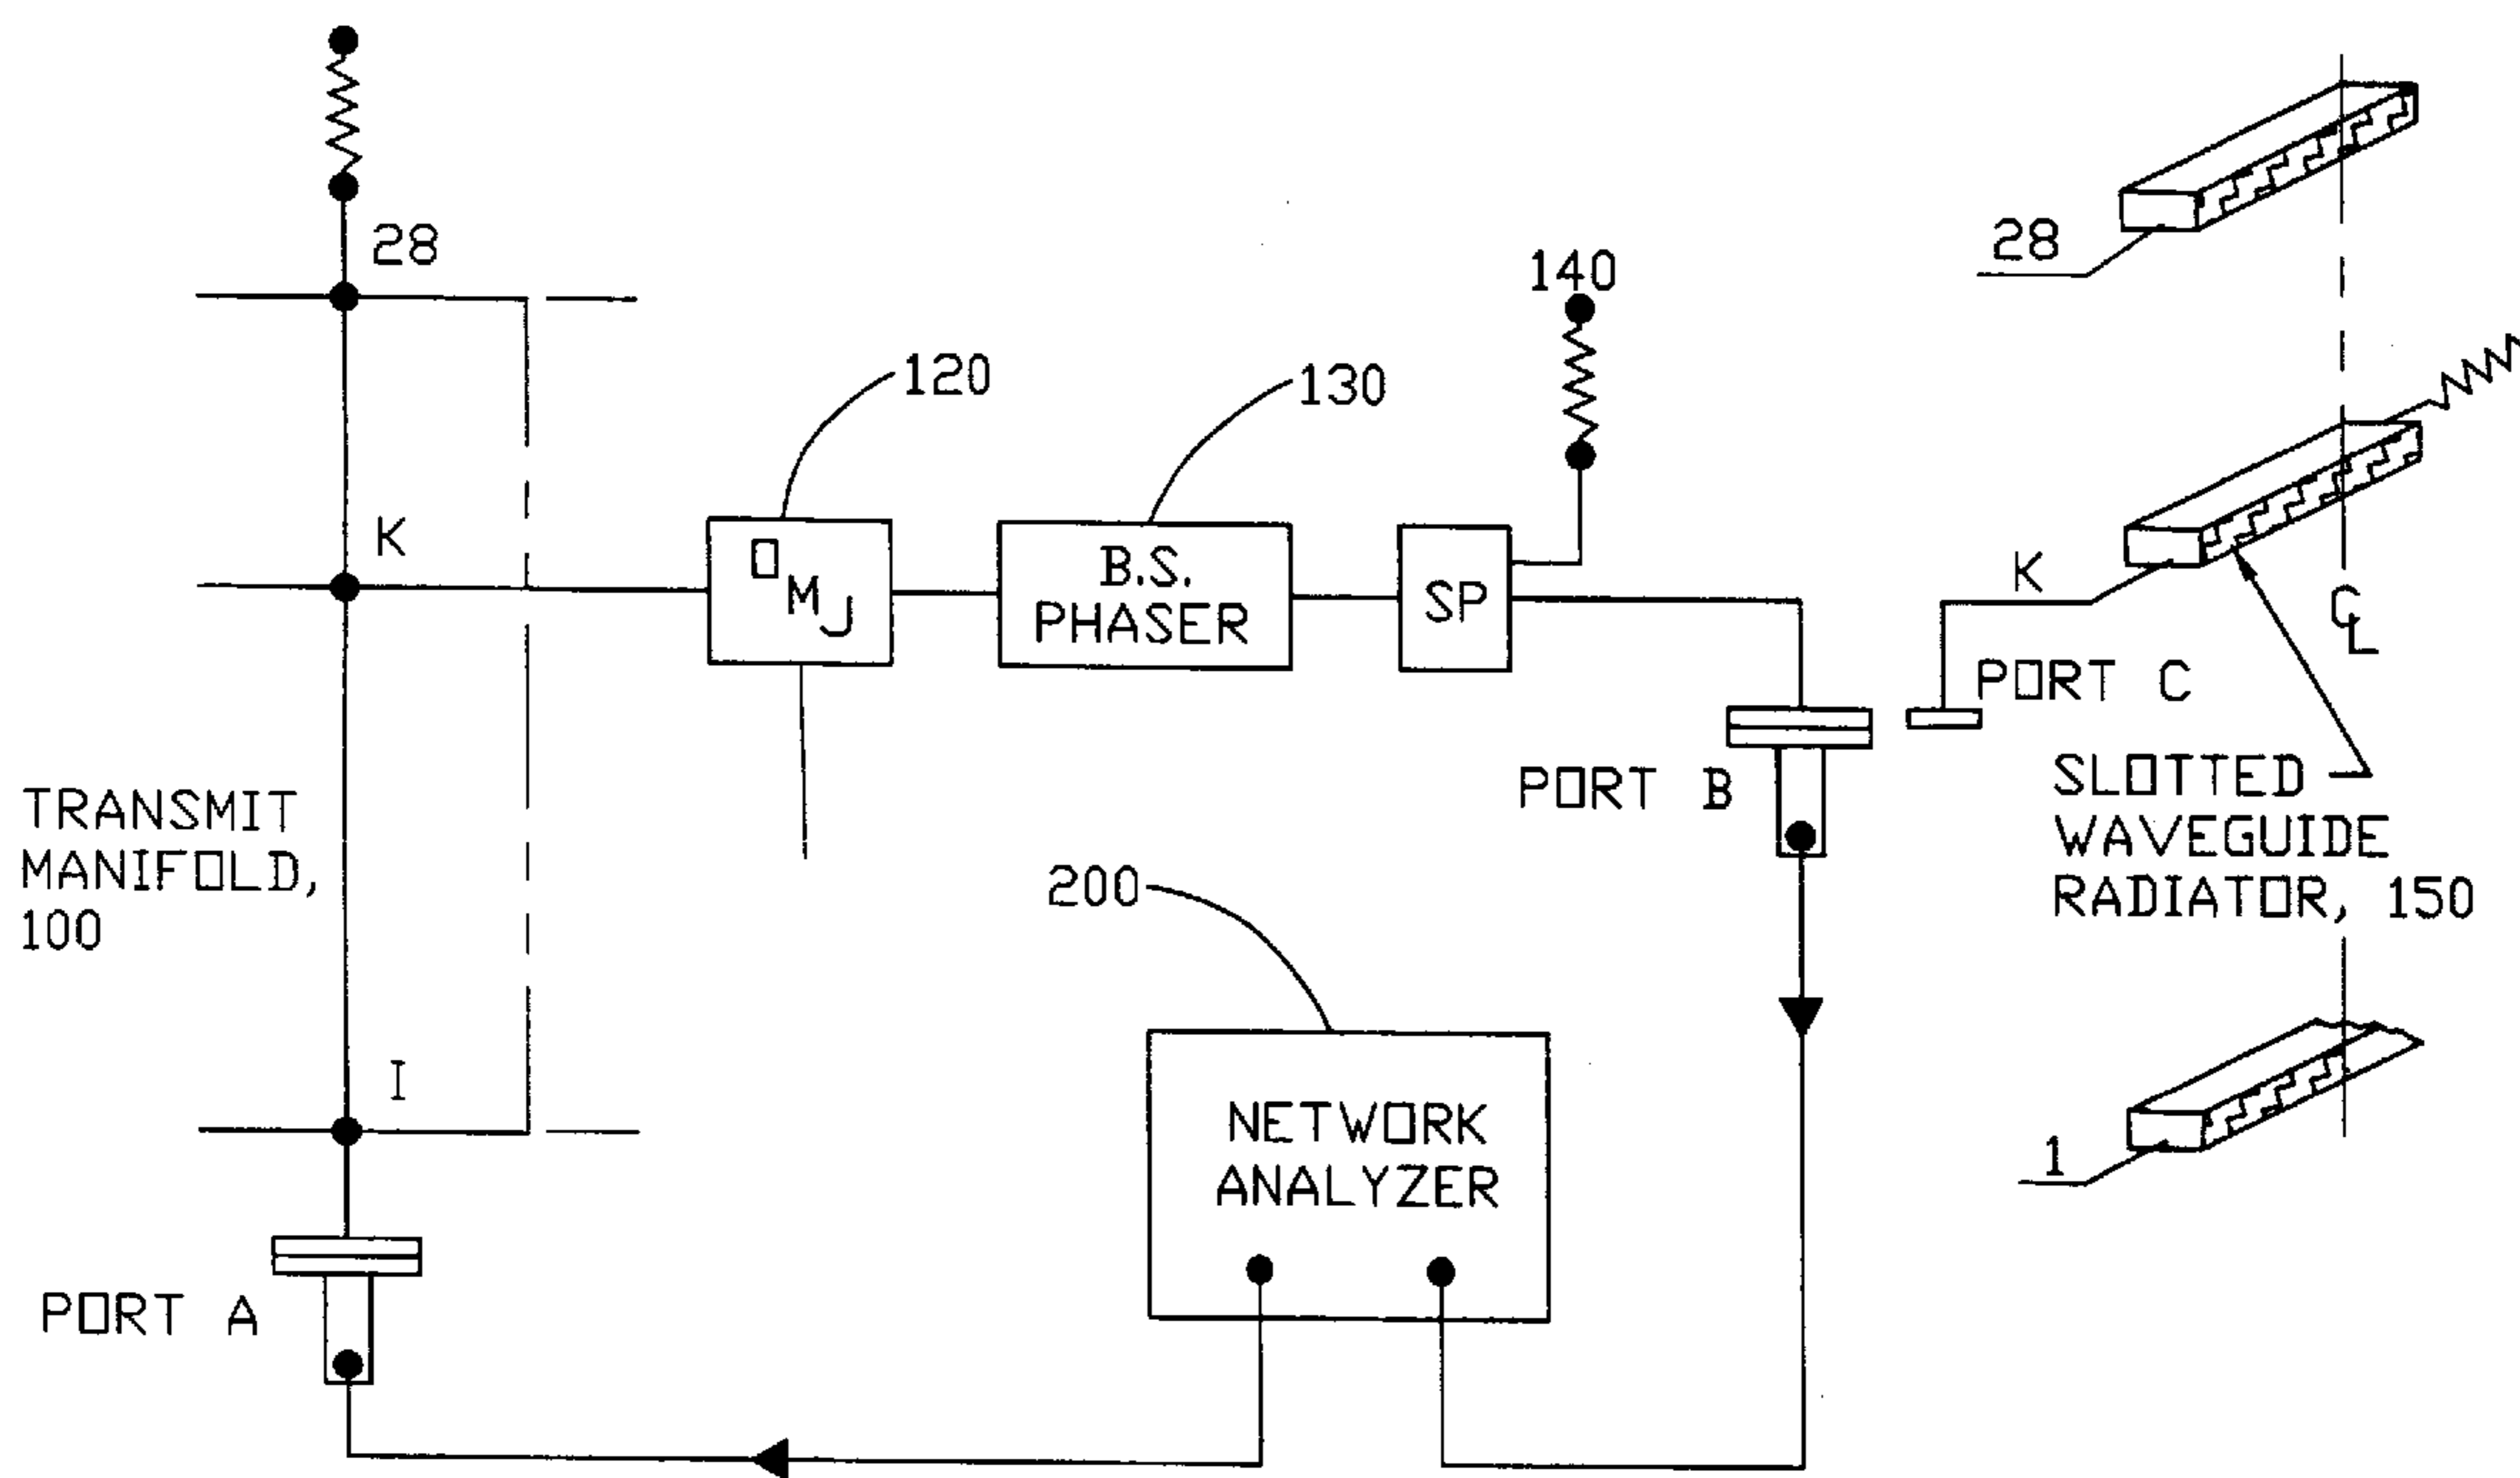 28
K
TRANSMIT
MANIFOLD,
100
I
PORT A
120
O
M
J
130
B.S.
PHASER
140
SP
PORT B
200
NETWORK
ANALYZER
28
K
PORT C
CL
SLOTTED
WAVEGUIDE
RADIATOR, 150
1